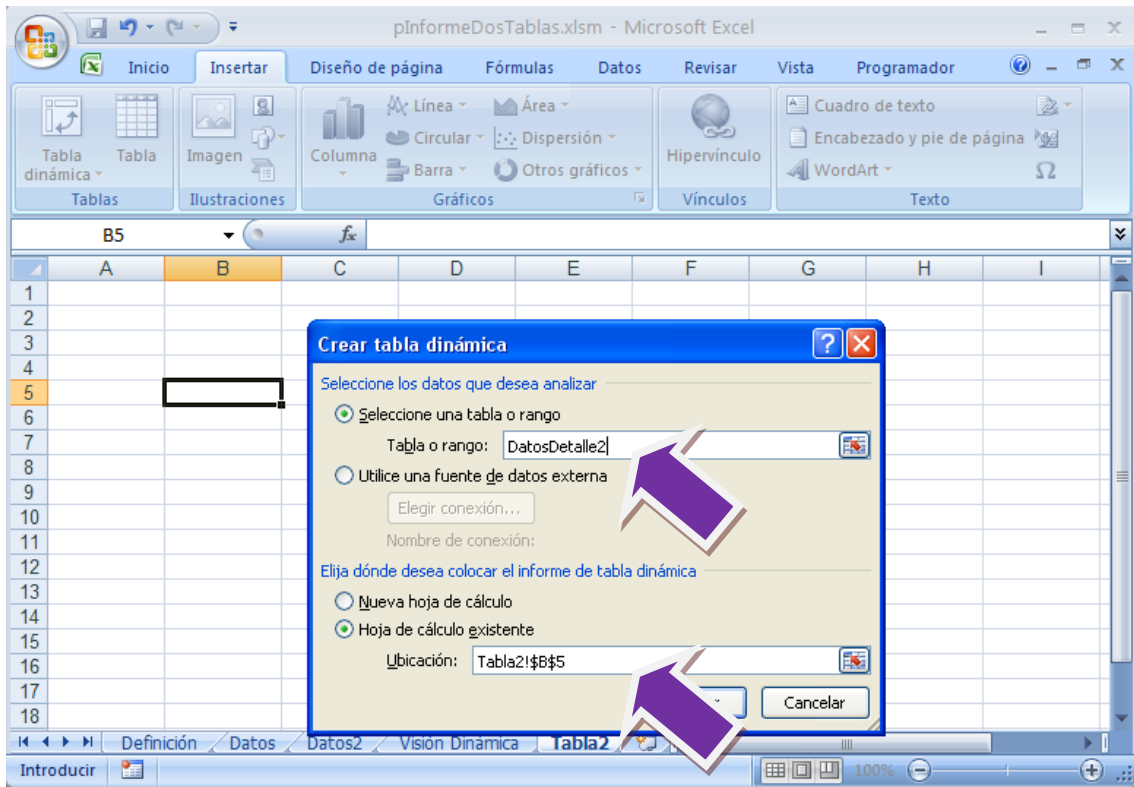 pInformeDosTablas.xlsm - Microsoft Excel
Inicio Insertar Diseño de página Fórmulas Datos Revisar Vista Programador
Línea Área Cuadro de texto
Circular Dispersión Encabezado y pie de página
Tabla dinámica Tabla Imagen Columna Barra Otros gráficos Hipervínculo WordArt Ω
Tablas Ilustraciones Gráficos Vínculos Texto
B5 fx
A B C D E F G H I
1
2
3
4
5
6
7
8
9
10
11
12
13
14
15
16
17
18
Crear tabla dinámica
Seleccione los datos que desea analizar
Seleccione una tabla o rango
Tabla o rango: DatosDetalle2
Utilice una fuente de datos externa
Elegir conexión...
Nombre de conexión:
Elija dónde desea colocar el informe de tabla dinámica
Nueva hoja de cálculo
Hoja de cálculo existente
Ubicación: Tabla2!$B$5
Cancelar
Definición Datos Datos2 Visión Dinámica Tabla2
Introducir 100%